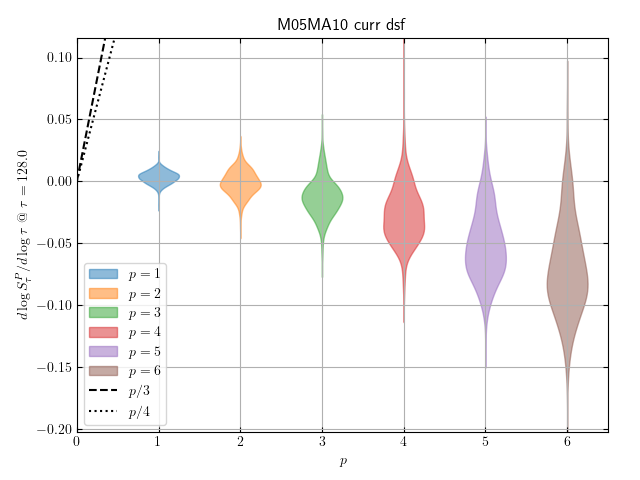 M05MA10 curr dsf
d log S_τ^P / d log τ @ τ = 128.0
0.10
0.05
0.00
−0.05
−0.10
−0.15
−0.20
p = 1
p = 2
p = 3
p = 4
p = 5
p = 6
p/3
p/4
0 1 2 3 4 5 6
p